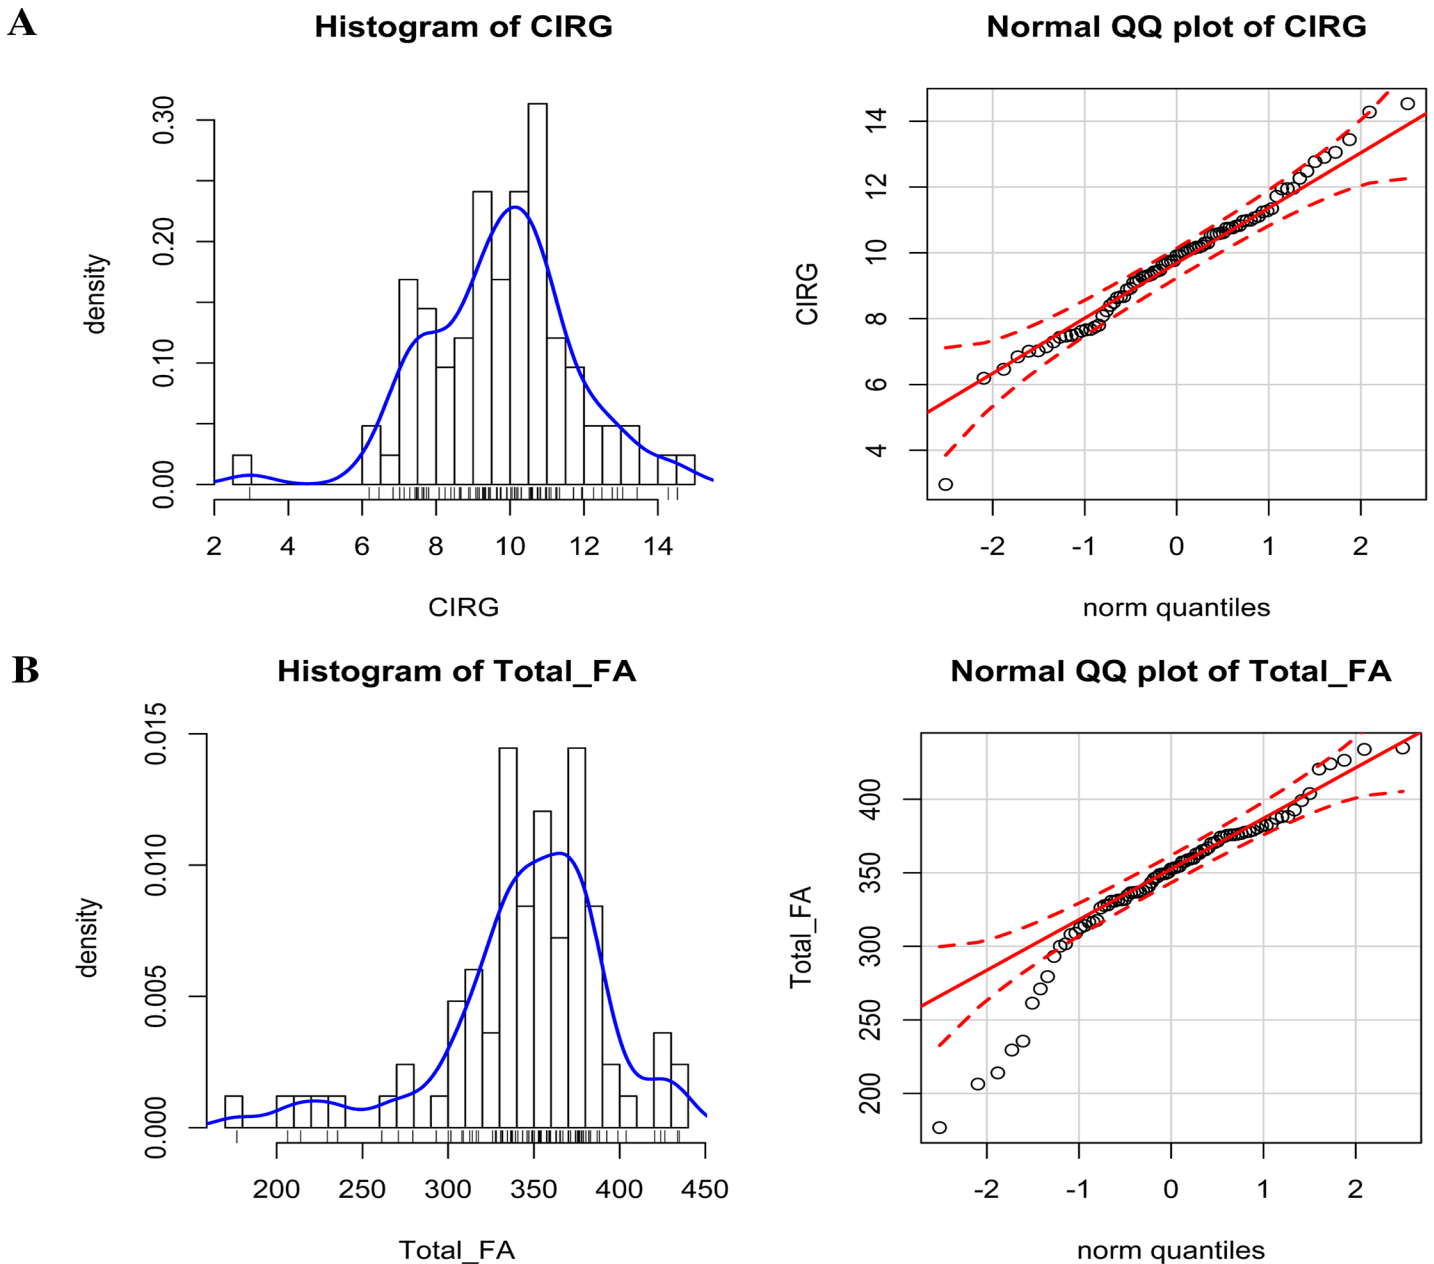 A
Histogram of CIRG
density
0.00 0.10 0.20 0.30
2 4 6 8 10 12 14
CIRG
Normal QQ plot of CIRG
CIRG
4 6 8 10 12 14
-2 -1 0 1 2
norm quantiles
B
Histogram of Total_FA
density
0.000 0.005 0.010 0.015
200 250 300 350 400 450
Total_FA
Normal QQ plot of Total_FA
Total_FA
200 250 300 350 400
-2 -1 0 1 2
norm quantiles